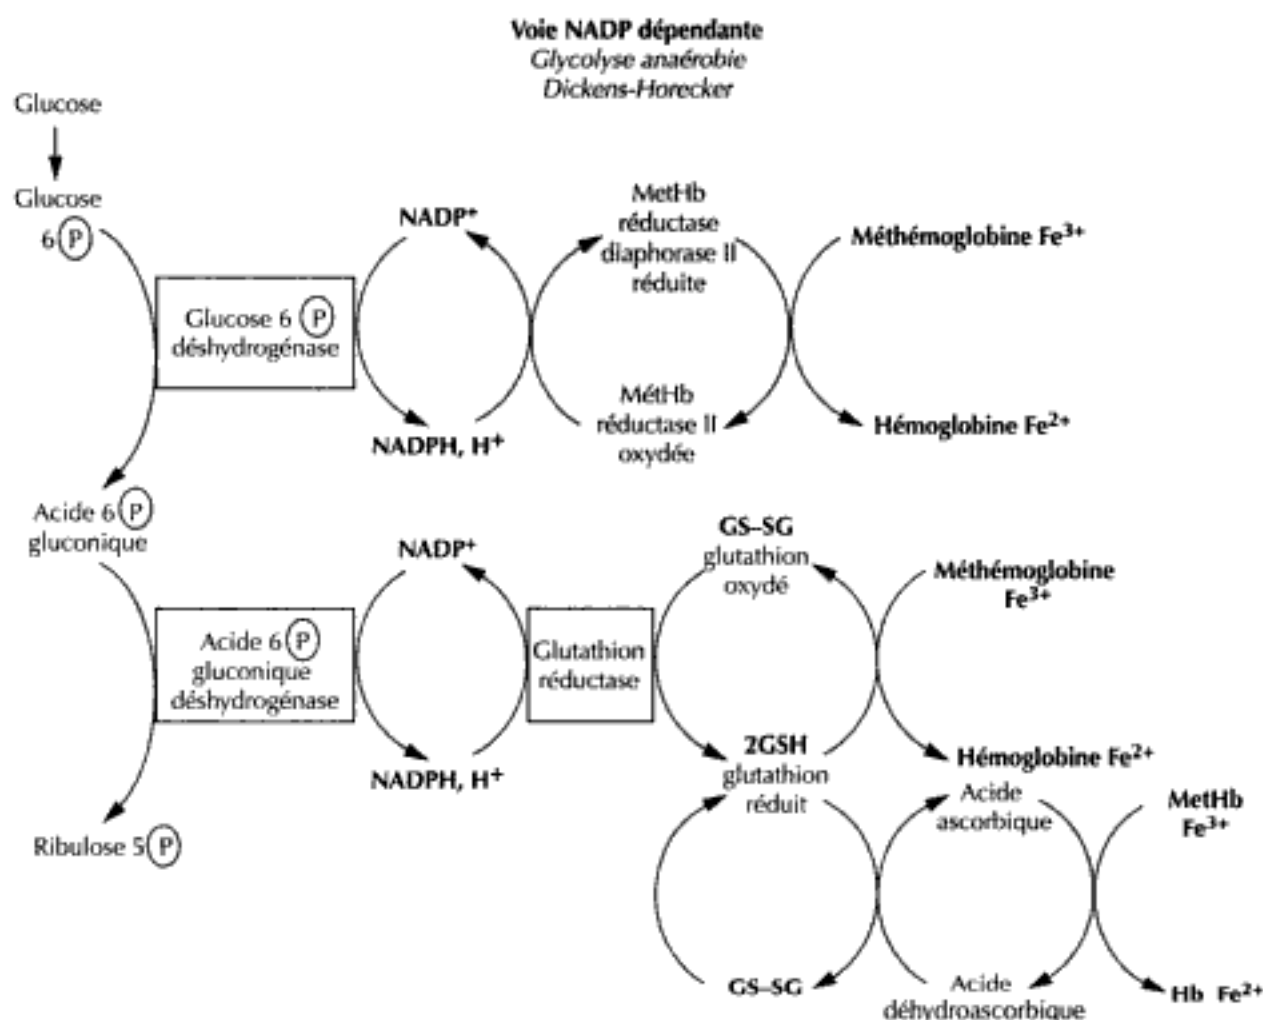 Voie NADP dépendante
Glycolyse anaérobie
Dickens-Horecker
Glucose
Glucose
6 P
Glucose 6 P
déshydrogénase
NADP+
NADPH, H+
MetHb
réductase
diaphorase II
réduite
MétHb
réductase II
oxydée
Méthémoglobine Fe3+
Hémoglobine Fe2+
Acide 6 P
gluconique
Acide 6 P
gluconique
déshydrogénase
NADP+
NADPH, H+
Glutathion
réductase
GS–SG
glutathion
oxydé
2GSH
glutathion
réduit
Méthémoglobine
Fe3+
Hémoglobine Fe2+
Acide
ascorbique
MetHb
Fe3+
Ribulose 5 P
GS–SG
Acide
déhydroascorbique
Hb Fe2+